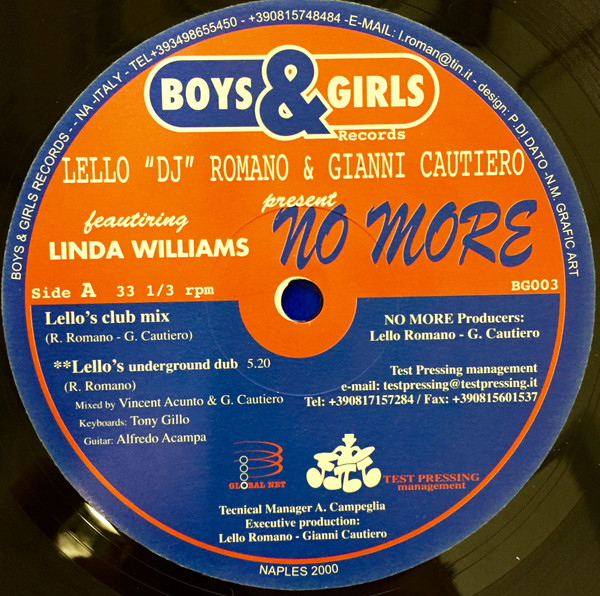 BOYS & GIRLS RECORDS - - NA -ITALY - TEL+393498655450 - +390815748484 -E-MAIL: l.roman@tin.it - design: P.DI DATO -N.M. GRAFIC ART
BOYS & GIRLS
Records
LELLO "DJ" ROMANO & GIANNI CAUTIERO
present
feautiring
LINDA WILLIAMS
NO MORE
Side A 33 1/3 rpm
BG003
Lello's club mix
(R. Romano - G. Cautiero)
**Lello's underground dub 5.20
(R. Romano)
Mixed by Vincent Acunto & G. Cautiero
Keyboards: Tony Gillo
Guitar: Alfredo Acampa
NO MORE Producers:
Lello Romano - G. Cautiero
Test Pressing management
e-mail: testpressing@testpressing.it
Tel: +390817157284 / Fax: +390815601537
GLOBAL NET
TEST PRESSING
management
Tecnical Manager A. Campeglia
Executive production:
Lello Romano - Gianni Cautiero
NAPLES 2000